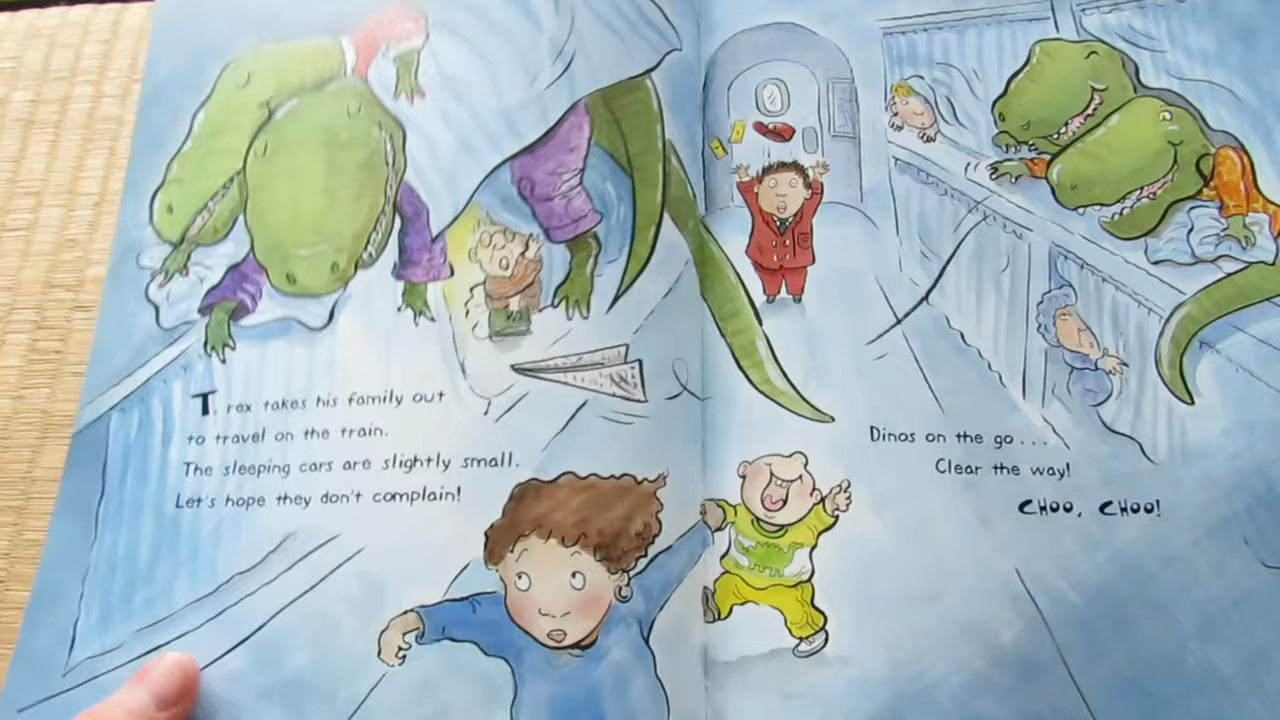 T. rex takes his family out
to travel on the train.
The sleeping cars are slightly small.
Let's hope they don't complain!
Dinos on the go....
Clear the way!
CHOO, CHOO!